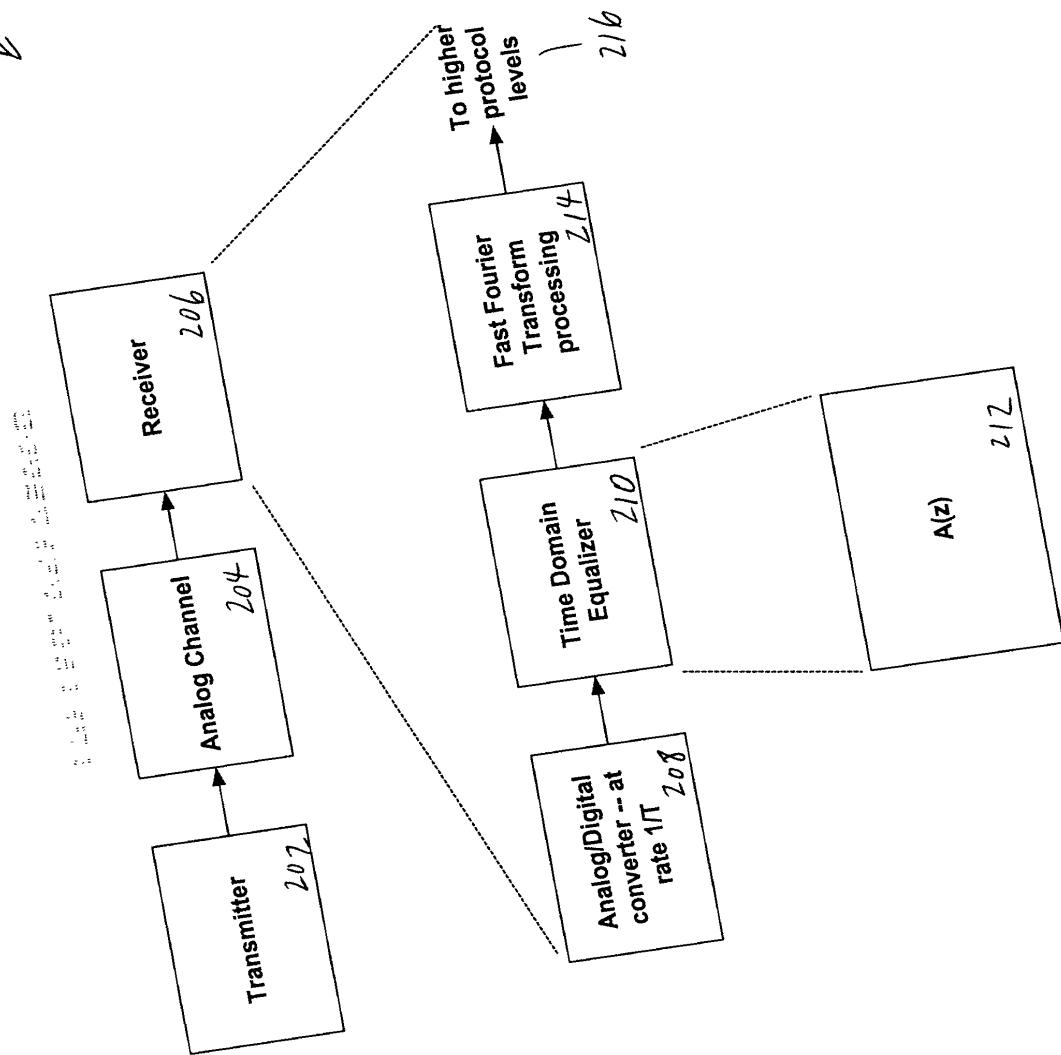 Transmitter
202
Analog Channel
204
Receiver
206
Analog/Digital
converter -- at
rate 1/T
208
Time Domain
Equalizer
210
Fast Fourier
Transform
processing
214
To higher
protocol
levels
216
A(z)
212